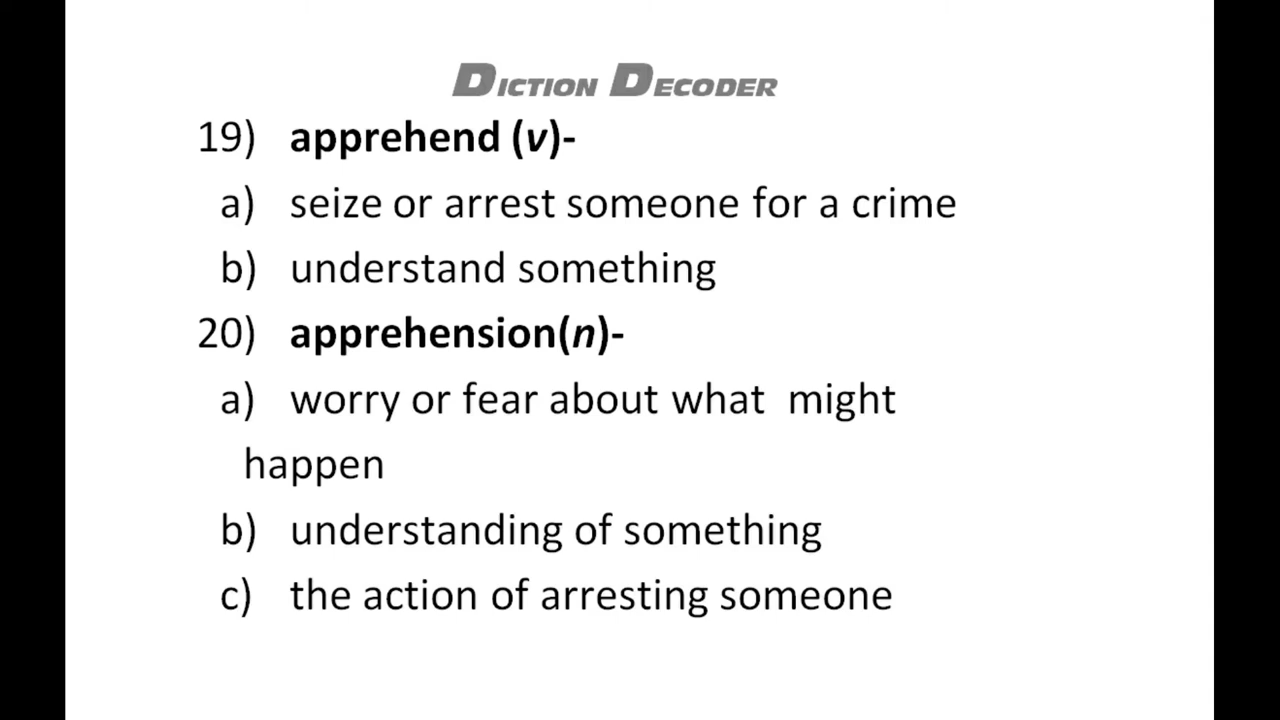 DICTION DECODER
19) apprehend (v)-
a) seize or arrest someone for a crime
b) understand something
20) apprehension(n)-
a) worry or fear about what  might
happen
b) understanding of something
c) the action of arresting someone